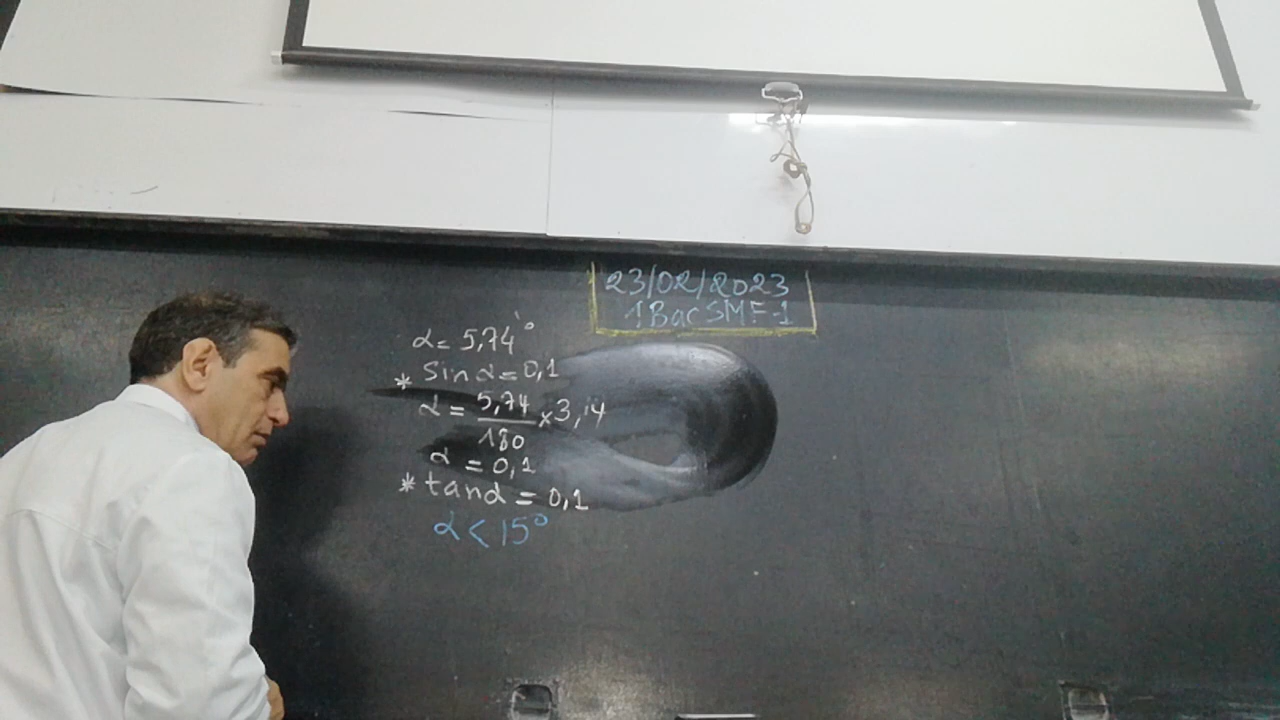 23/02/2023
1Bac SMF-1
α = 5,74°
* Sin α = 0,1
α = 5,74/180 x 3,14
α = 0,1
* tan α = 0,1
α < 15°